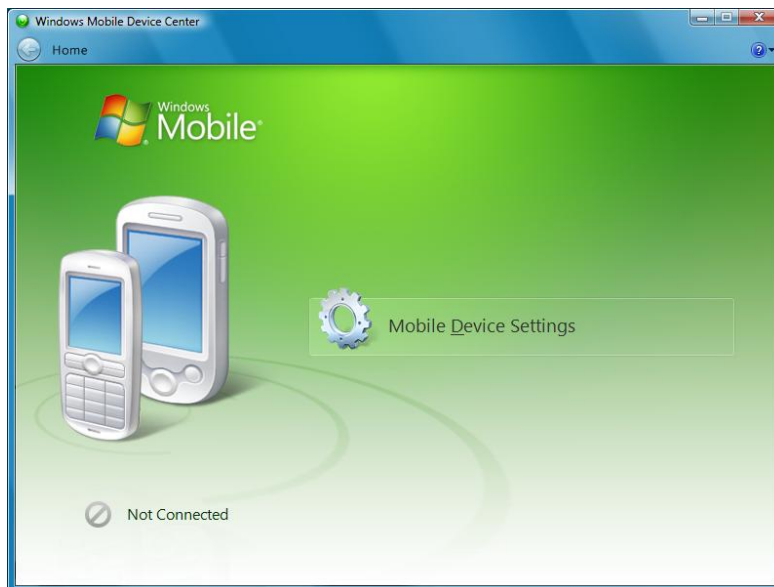 Windows Mobile Device Center
Home
Windows
Mobile
Mobile Device Settings
Not Connected